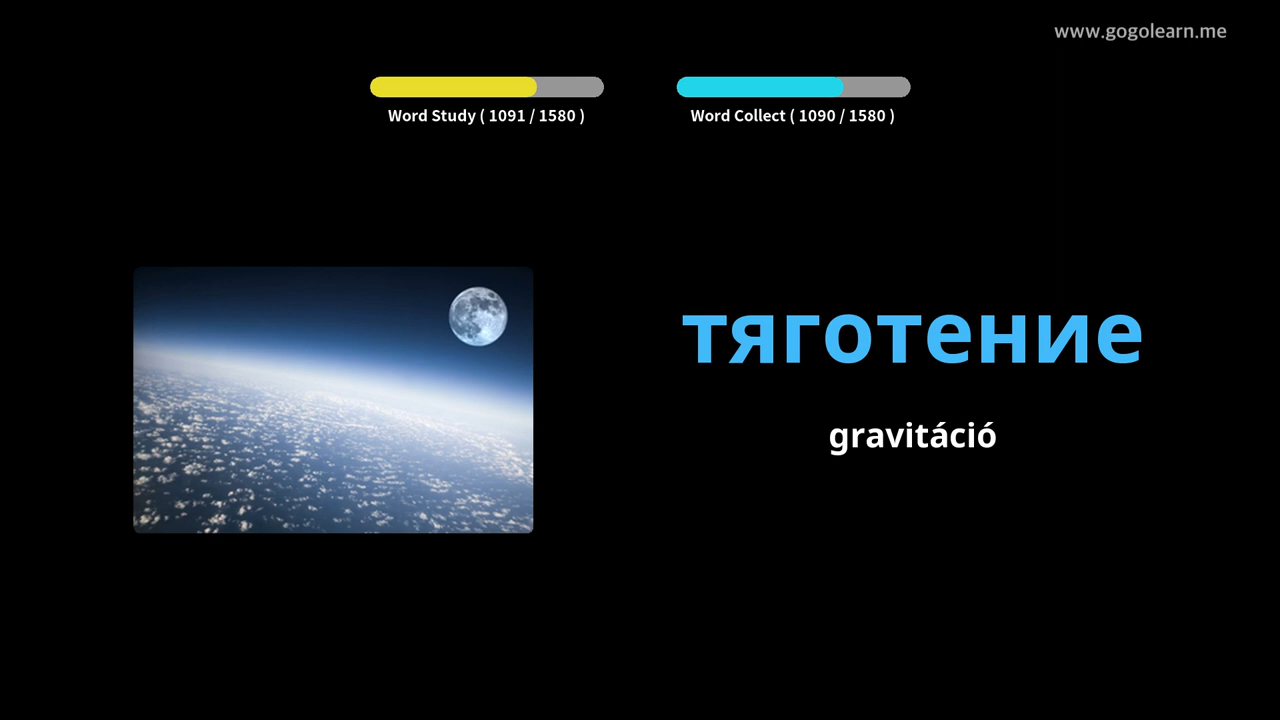 www.gogolearn.me
Word Study ( 1091 / 1580 )
Word Collect ( 1090 / 1580 )
тяготение
gravitáció